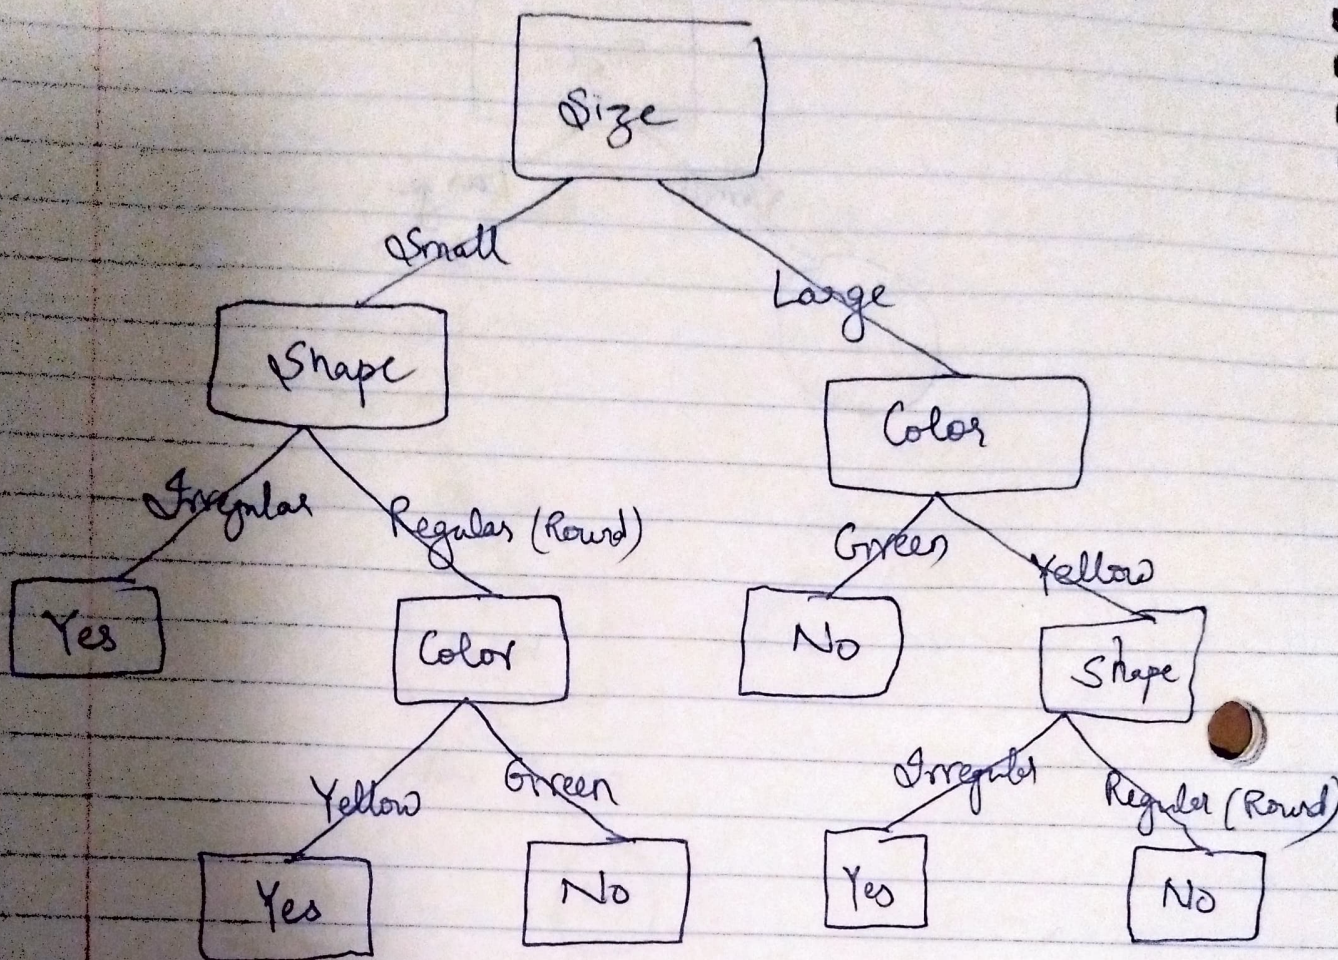 Size
Small
Large
Shape
Color
Irregular
Regular (Round)
Green
Yellow
Yes
Color
No
Shape
Yellow
Green
Irregular
Regular (Round)
Yes
No
Yes
No